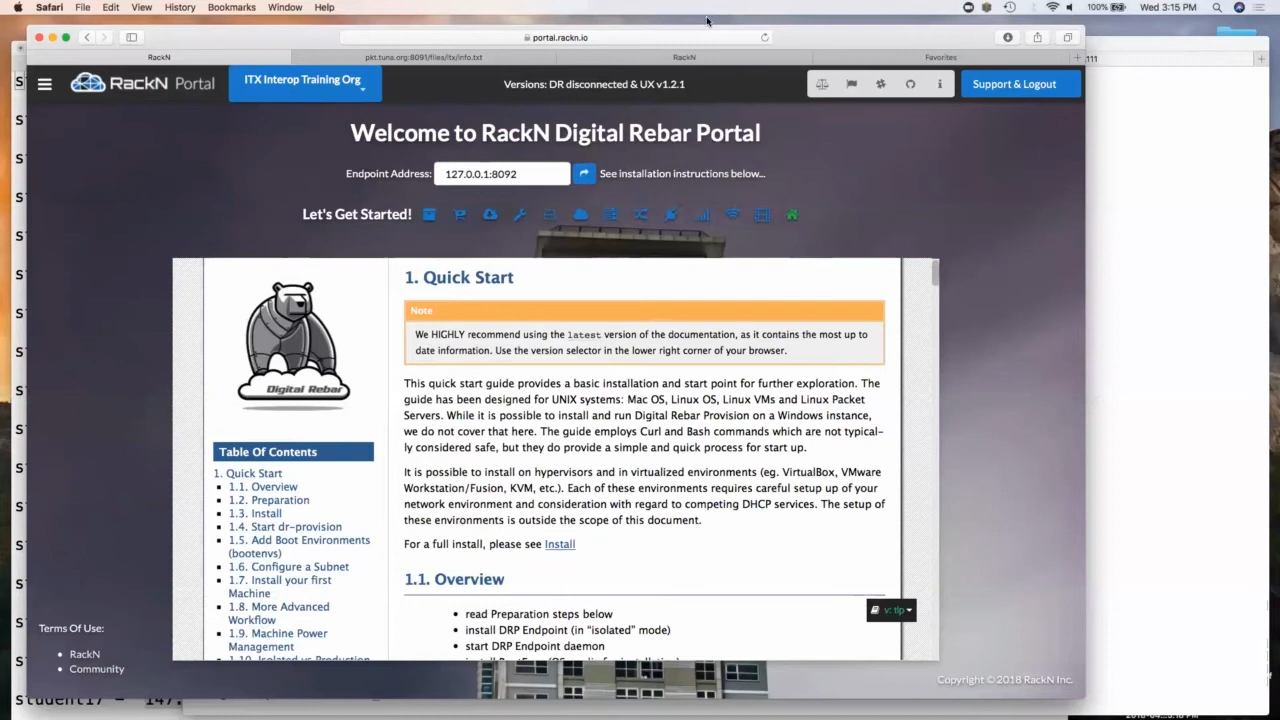 Safari File Edit View History Bookmarks Window Help 100% Wed 3:15 PM
portal.rackn.io
RackN pkt.tuna.org:8091/files/itx/info.txt RackN Favorites
RackN Portal ITX Interop Training Org Versions: DR disconnected & UX v1.2.1 Support & Logout
Welcome to RackN Digital Rebar Portal
Endpoint Address: 127.0.0.1:8092 See installation instructions below...
Let's Get Started!
Digital Rebar
Table Of Contents
1. Quick Start
1.1. Overview
1.2. Preparation
1.3. Install
1.4. Start dr-provision
1.5. Add Boot Environments
(bootenvs)
1.6. Configure a Subnet
1.7. Install your first
Machine
1.8. More Advanced
Workflow
1.9. Machine Power
Management
1. Quick Start
Note
We HIGHLY recommend using the latest version of the documentation, as it contains the most up to
date information. Use the version selector in the lower right corner of your browser.
This quick start guide provides a basic installation and start point for further exploration. The
guide has been designed for UNIX systems: Mac OS, Linux OS, Linux VMs and Linux Packet
Servers. While it is possible to install and run Digital Rebar Provision on a Windows instance,
we do not cover that here. The guide employs Curl and Bash commands which are not typical-
ly considered safe, but they do provide a simple and quick process for start up.
It is possible to install on hypervisors and in virtualized environments (eg. VirtualBox, VMware
Workstation/Fusion, KVM, etc.). Each of these environments requires careful setup up of your
network environment and consideration with regard to competing DHCP services. The setup of
these environments is outside the scope of this document.
For a full install, please see Install
1.1. Overview
• read Preparation steps below
• install DRP Endpoint (in “isolated” mode)
• start DRP Endpoint daemon
v: tip
Terms Of Use:
RackN
Community
Copyright © 2018 RackN Inc.
student17 = 147.